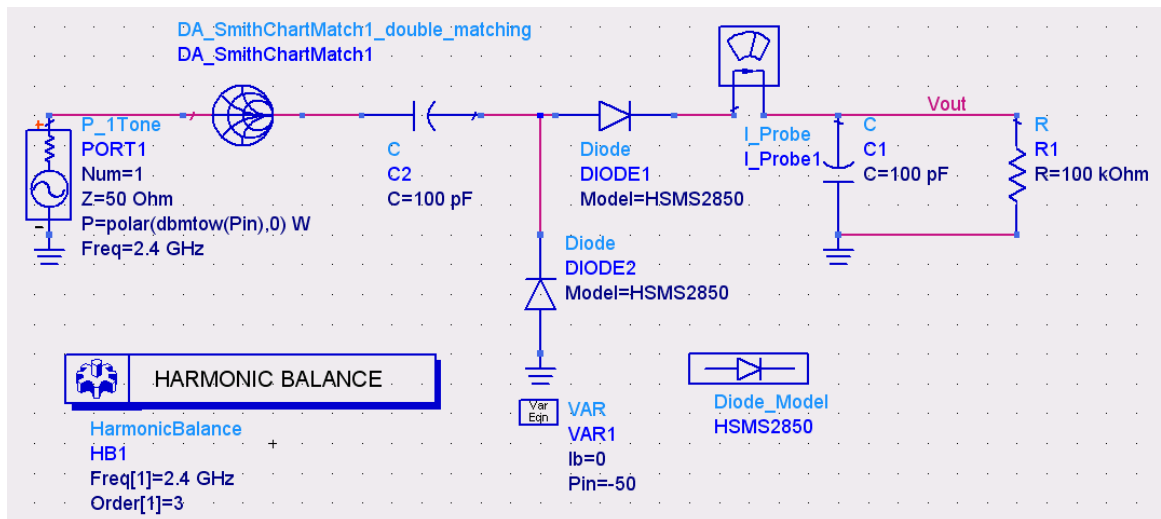 DA_SmithChartMatch1_double_matching
DA_SmithChartMatch1
+
P_1Tone
PORT1
Num=1
Z=50 Ohm
P=polar(dbmtow(Pin),0) W
Freq=2.4 GHz
-
C
C2
C=100 pF
Diode
DIODE1
Model=HSMS2850
I_Probe
I_Probe1
Vout
C
C1
C=100 pF
R
R1
R=100 kOhm
Diode
DIODE2
Model=HSMS2850
HARMONIC BALANCE
HarmonicBalance
HB1
Freq[1]=2.4 GHz
Order[1]=3
Var
Eqn
VAR
VAR1
Ib=0
Pin=-50
Diode_Model
HSMS2850